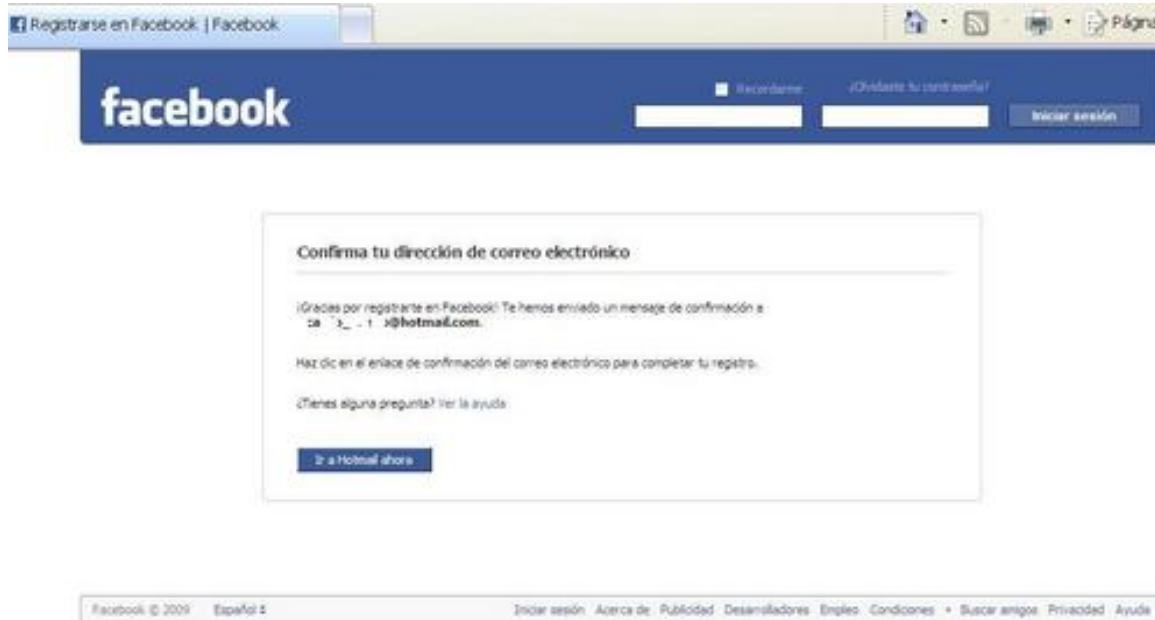 Registrarse en Facebook | Facebook
Página
facebook
Recordarme ¿Olvidaste tu contraseña?
Iniciar sesión
Confirma tu dirección de correo electrónico
¡Gracias por registrarte en Facebook! Te hemos enviado un mensaje de confirmación a
@hotmail.com.
Haz clic en el enlace de confirmación del correo electrónico para completar tu registro.
¿Tienes alguna pregunta? Ver la ayuda
Ir a Hotmail ahora
Facebook © 2009 Español Iniciar sesión Acerca de Publicidad Desarrolladores Empleo Condiciones • Buscar amigos Privacidad Ayuda